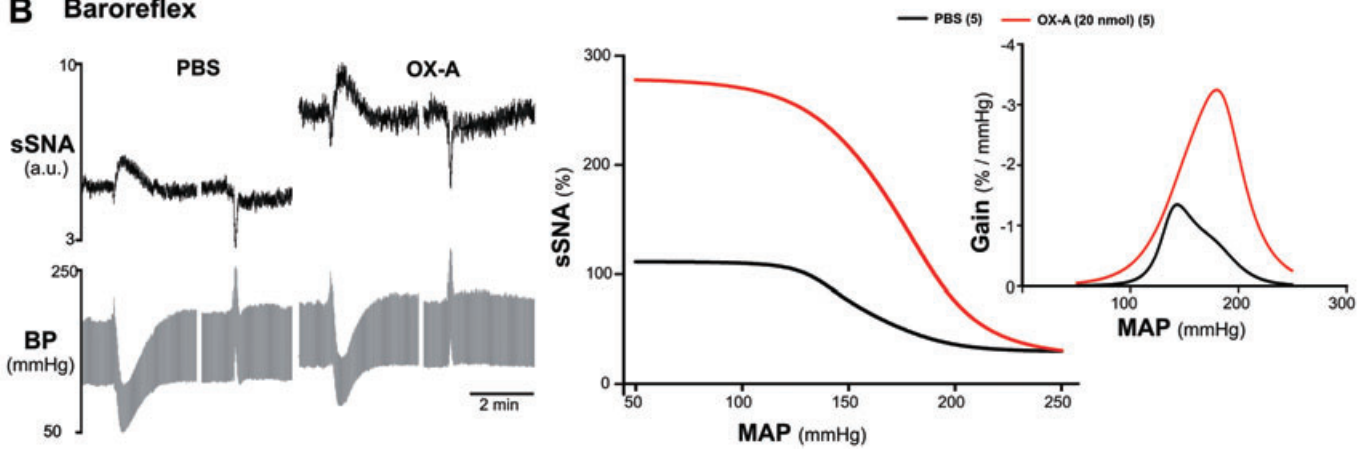 B Baroreflex
PBS (5) OX-A (20 nmol) (5)
10
PBS
OX-A
sSNA
(a.u.)
3
250
BP
(mmHg)
50
2 min
300
200
100
0
sSNA (%)
50 100 150 200 250
MAP (mmHg)
-4
-3
-2
-1
0
Gain (% / mmHg)
100 200 300
MAP (mmHg)